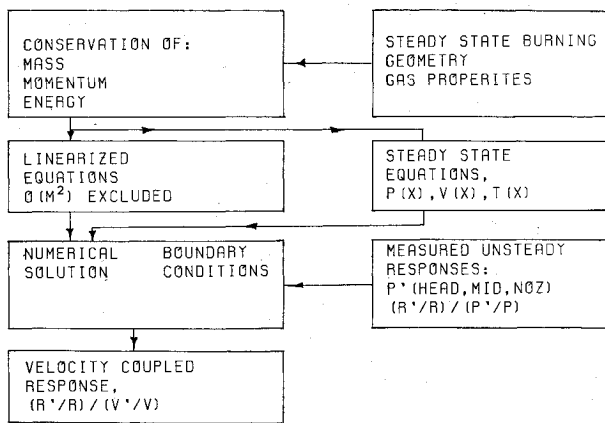 CONSERVATION OF:
MASS
MOMENTUM
ENERGY
STEADY STATE BURNING
GEOMETRY
GAS PROPERITES
LINEARIZED
EQUATIONS
O(M²) EXCLUDED
STEADY STATE
EQUATIONS,
P(X),V(X),T(X)
NUMERICAL BOUNDARY
SOLUTION CONDITIONS
MEASURED UNSTEADY
RESPONSES:
P'(HEAD,MID,NOZ)
(R'/R)/(P'/P)
VELOCITY COUPLED
RESPONSE,
(R'/R)/(V'/V)